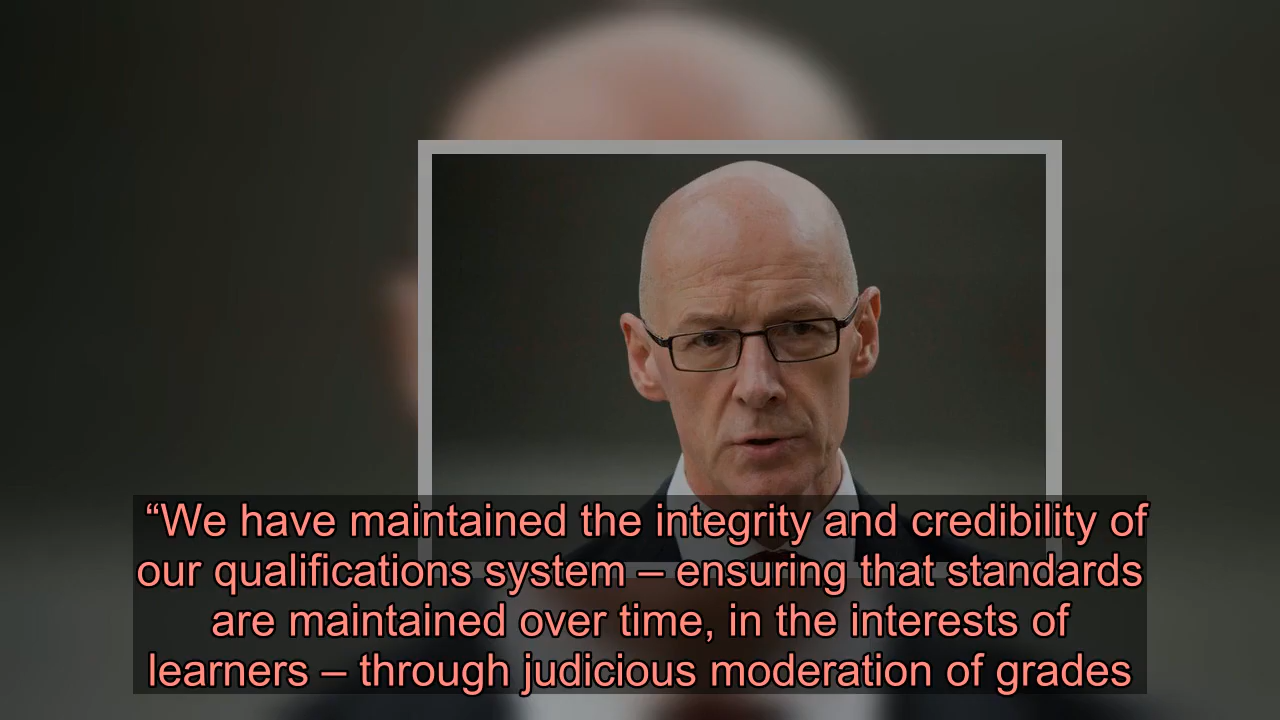 “We have maintained the integrity and credibility of
our qualifications system – ensuring that standards
are maintained over time, in the interests of
learners – through judicious moderation of grades